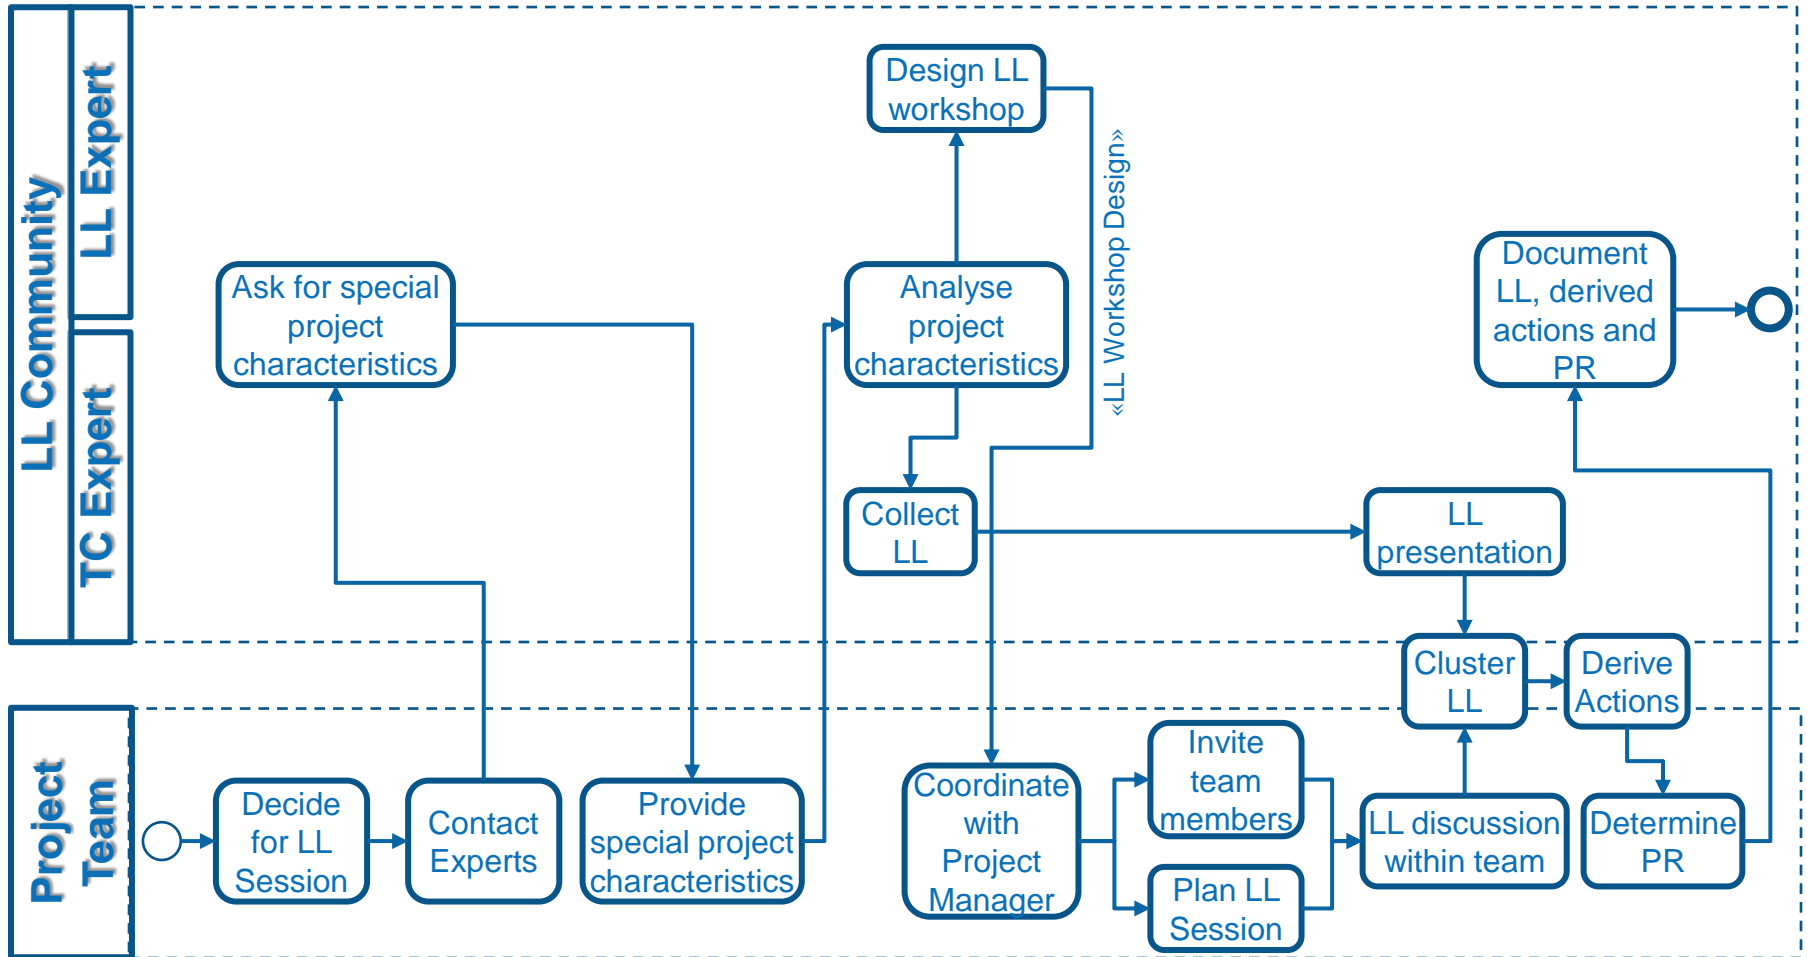 LL Community
LL Expert
TC Expert
Project
Team
Design LL
workshop
«LL Workshop Design»
Ask for special
project
characteristics
Analyse
project
characteristics
Document
LL, derived
actions and
PR
Collect
LL
LL
presentation
Cluster
LL
Derive
Actions
Decide
for LL
Session
Contact
Experts
Provide
special project
characteristics
Coordinate
with
Project
Manager
Invite
team
members
Plan LL
Session
LL discussion
within team
Determine
PR